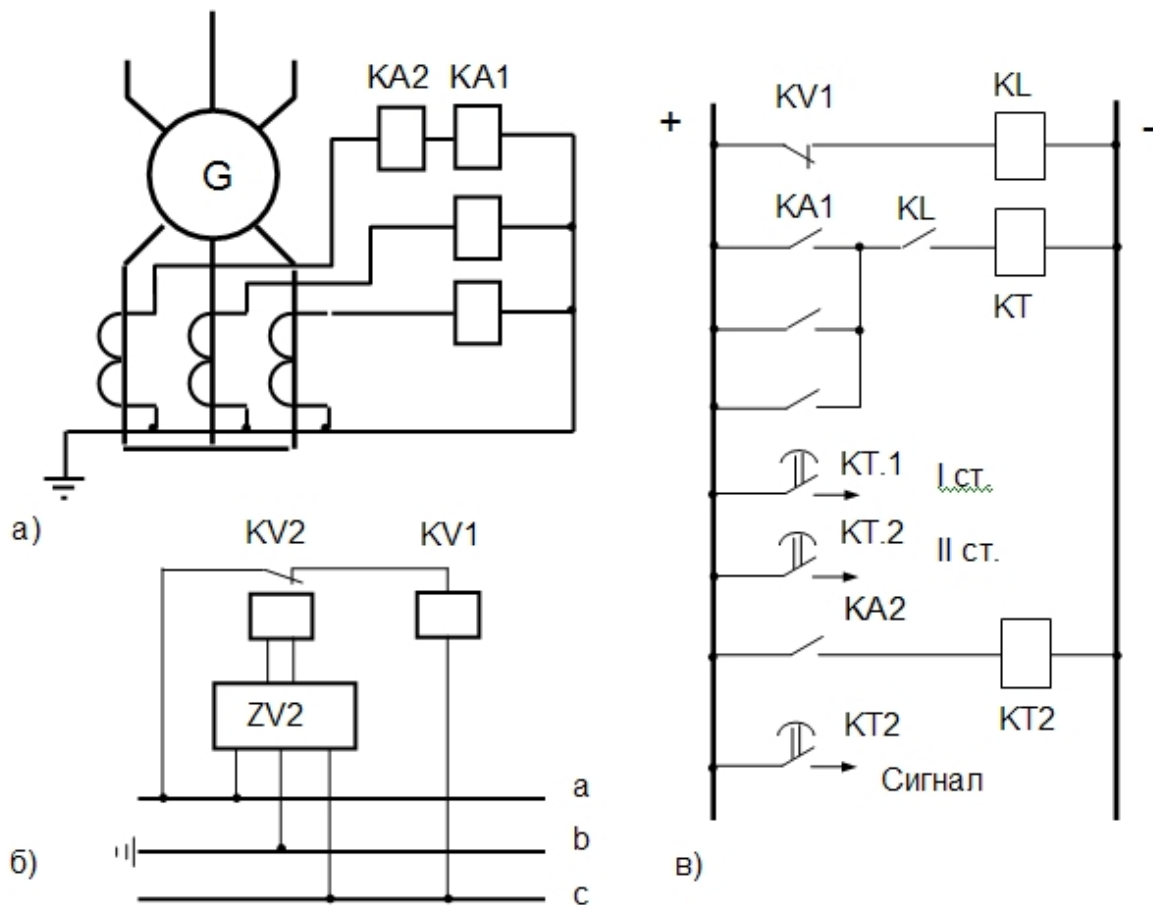 KA2 KA1
G
а)
KV2 KV1
ZV2
a
b
c
б)
KV1 KL
+ -
KA1 KL
KT
KT.1 I ст.
KT.2 II ст.
KA2
KT2
KT2
Сигнал
в)